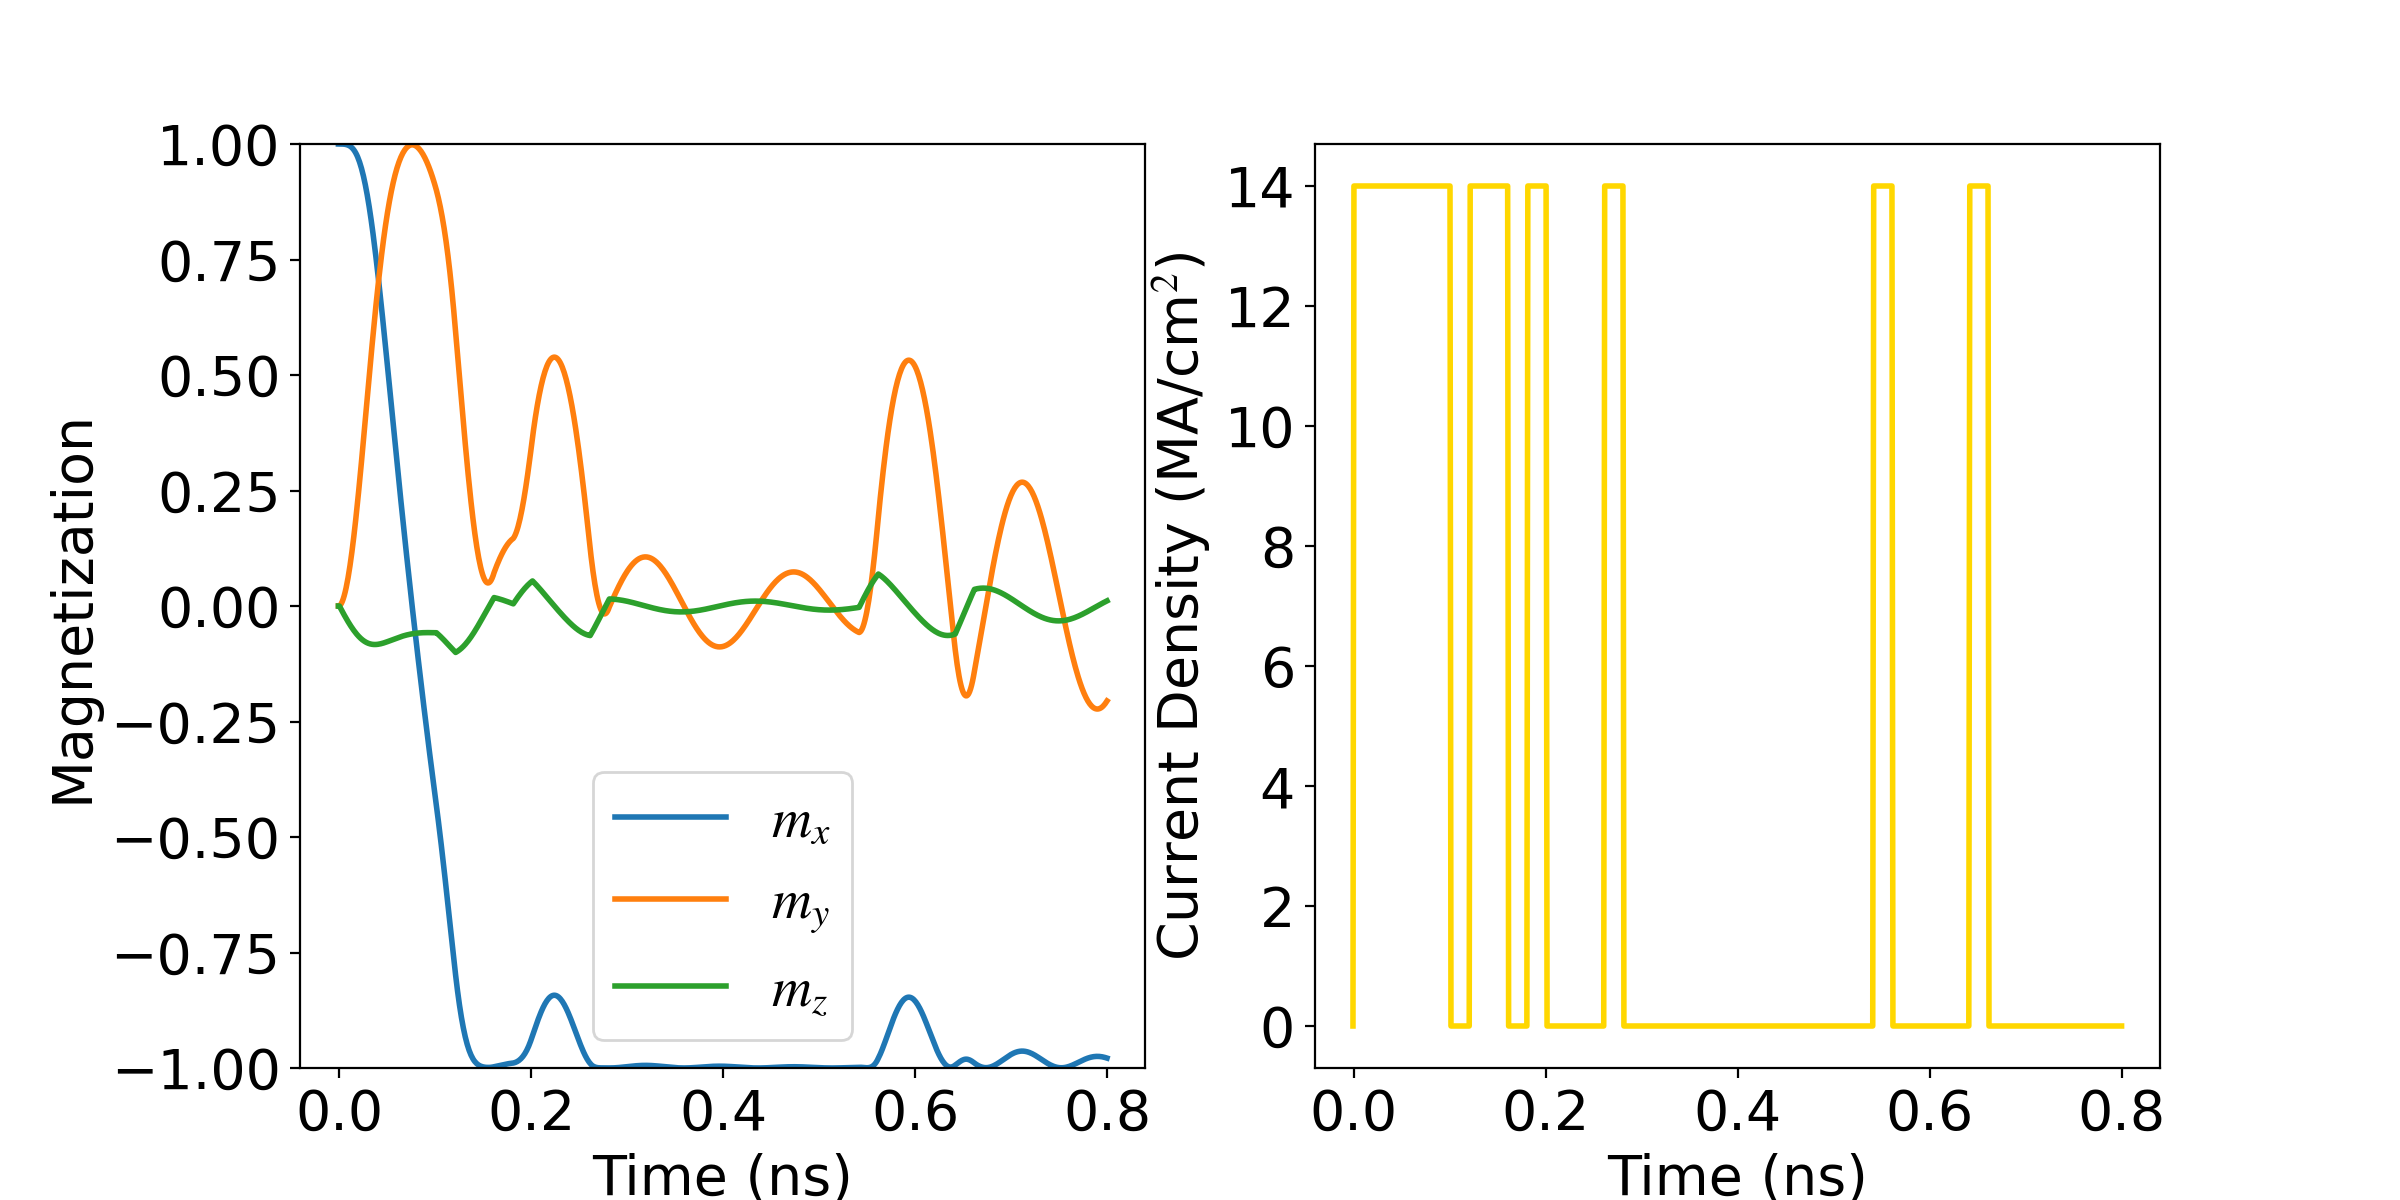 1.00
0.75
0.50
0.25
0.00
−0.25
−0.50
−0.75
−1.00
Magnetization
0.0 0.2 0.4 0.6 0.8
Time (ns)
m_x
m_y
m_z
14
12
10
8
6
4
2
0
Current Density (MA/cm²)
0.0 0.2 0.4 0.6 0.8
Time (ns)